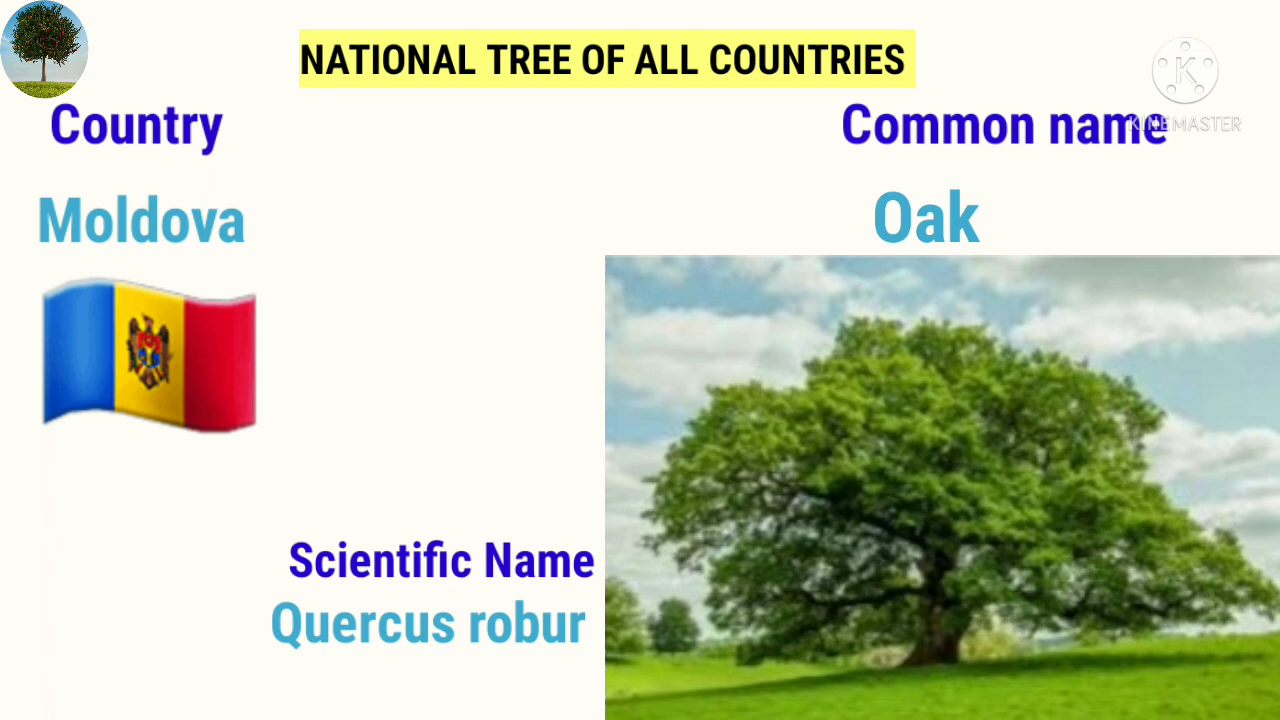 NATIONAL TREE OF ALL COUNTRIES
K
KINEMASTER
Country
Common name
Moldova
Oak
Scientific Name
Quercus robur